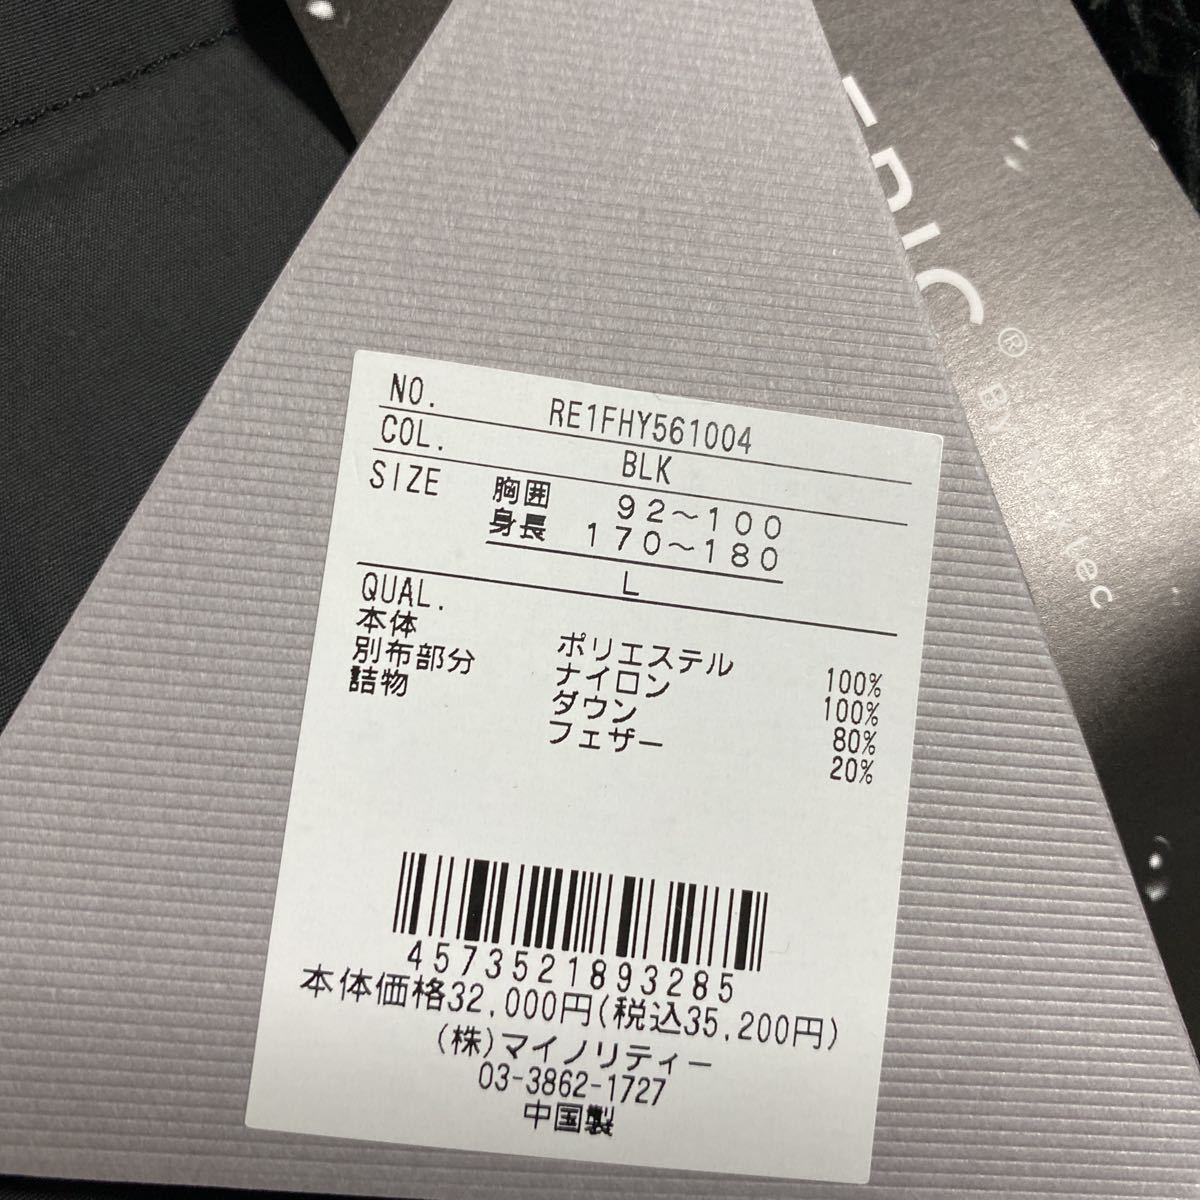 NO. RE1FHY561004
COL. BLK
SIZE 胸囲 92～100
身長 170～180
L
QUAL.
本体 ポリエステル 100%
別布部分 ナイロン 100%
詰物 ダウン 80%
フェザー 20%
4573521893285
本体価格32,000円(税込35,200円)
(株)マイノリティー
03-3862-1727
中国製